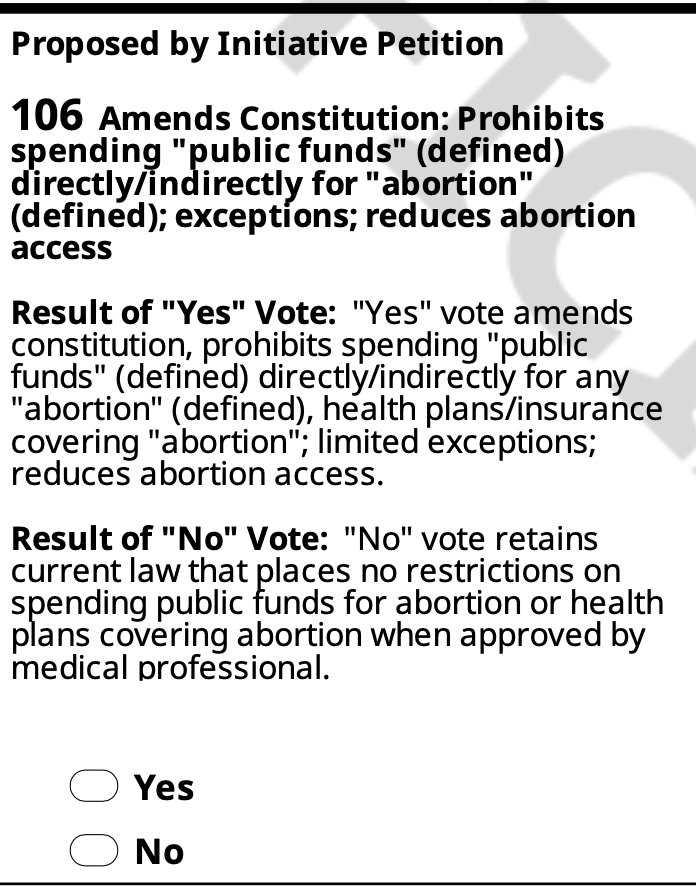 Proposed by Initiative Petition
106 Amends Constitution: Prohibits
spending "public funds" (defined)
directly/indirectly for "abortion"
(defined); exceptions; reduces abortion
access
Result of "Yes" Vote: "Yes" vote amends
constitution, prohibits spending "public
funds" (defined) directly/indirectly for any
"abortion" (defined), health plans/insurance
covering "abortion"; limited exceptions;
reduces abortion access.
Result of "No" Vote: "No" vote retains
current law that places no restrictions on
spending public funds for abortion or health
plans covering abortion when approved by
medical professional.
Yes
No